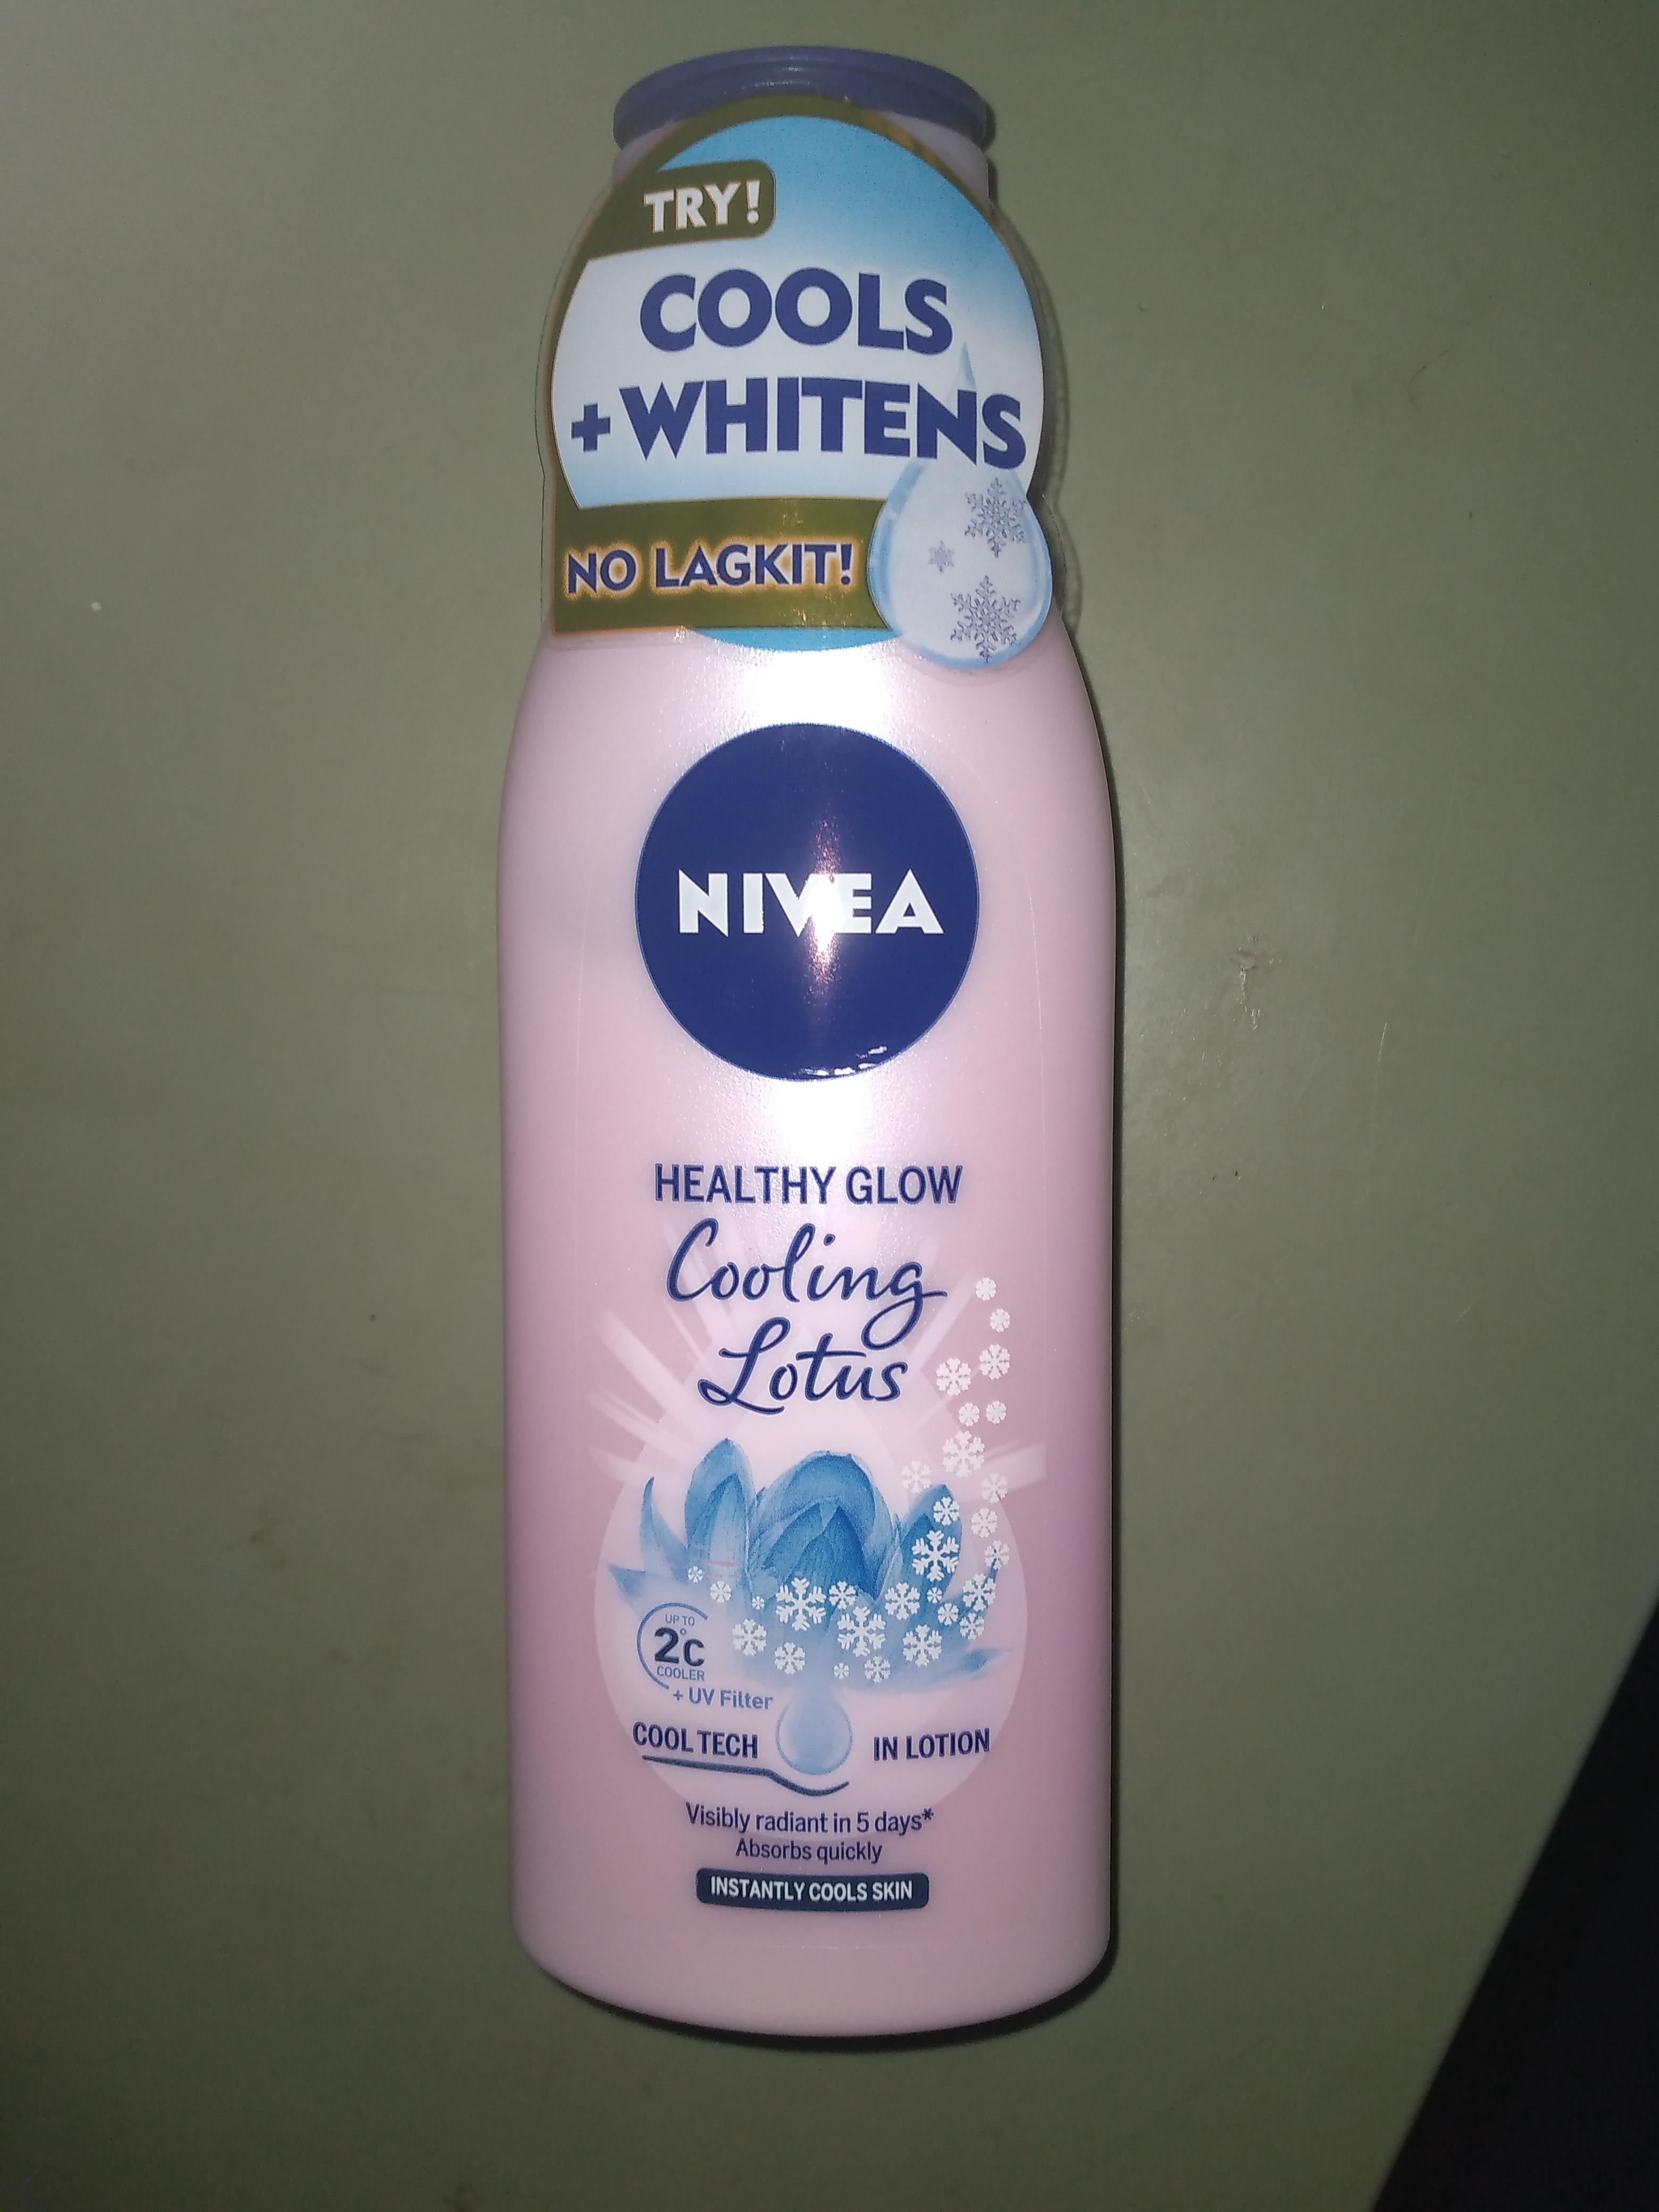 TRY!
COOLS
+WHITENS
NO LAGKIT!
NIVEA
HEALTHY GLOW
Cooling
Lotus
UP TO
2°C
COOLER
+ UV Filter
COOL TECH IN LOTION
Visibly radiant in 5 days*
Absorbs quickly
INSTANTLY COOLS SKIN